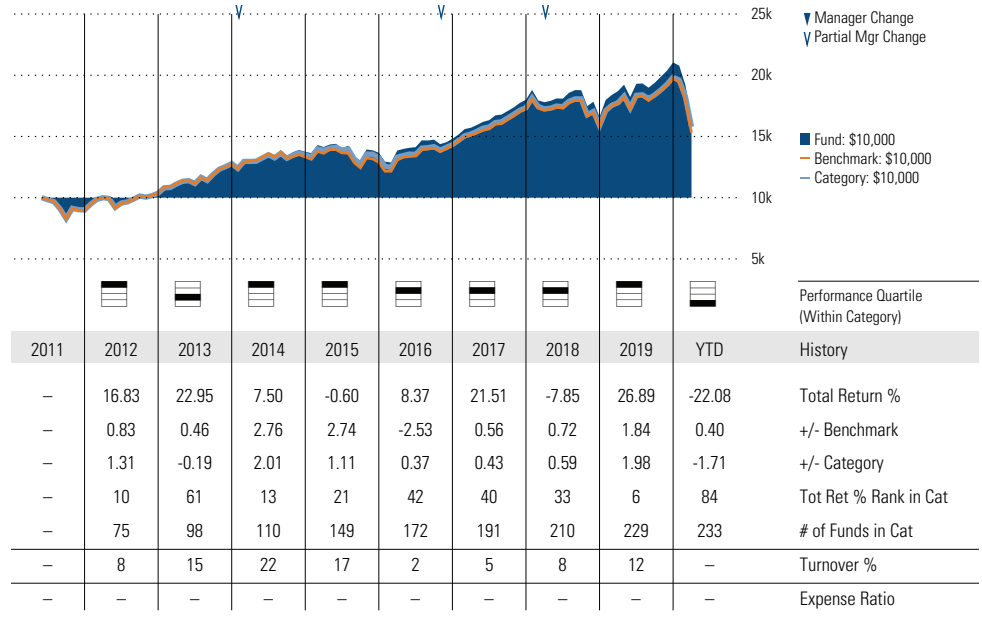 25k
▼ Manager Change
V Partial Mgr Change
20k
15k
Fund: $10,000
Benchmark: $10,000
Category: $10,000
10k
5k
Performance Quartile
(Within Category)
2011 2012 2013 2014 2015 2016 2017 2018 2019 YTD History
– 16.83 22.95 7.50 -0.60 8.37 21.51 -7.85 26.89 -22.08 Total Return %
– 0.83 0.46 2.76 2.74 -2.53 0.56 0.72 1.84 0.40 +/- Benchmark
– 1.31 -0.19 2.01 1.11 0.37 0.43 0.59 1.98 -1.71 +/- Category
– 10 61 13 21 42 40 33 6 84 Tot Ret % Rank in Cat
– 75 98 110 149 172 191 210 229 233 # of Funds in Cat
– 8 15 22 17 2 5 8 12 – Turnover %
– – – – – – – – – – Expense Ratio